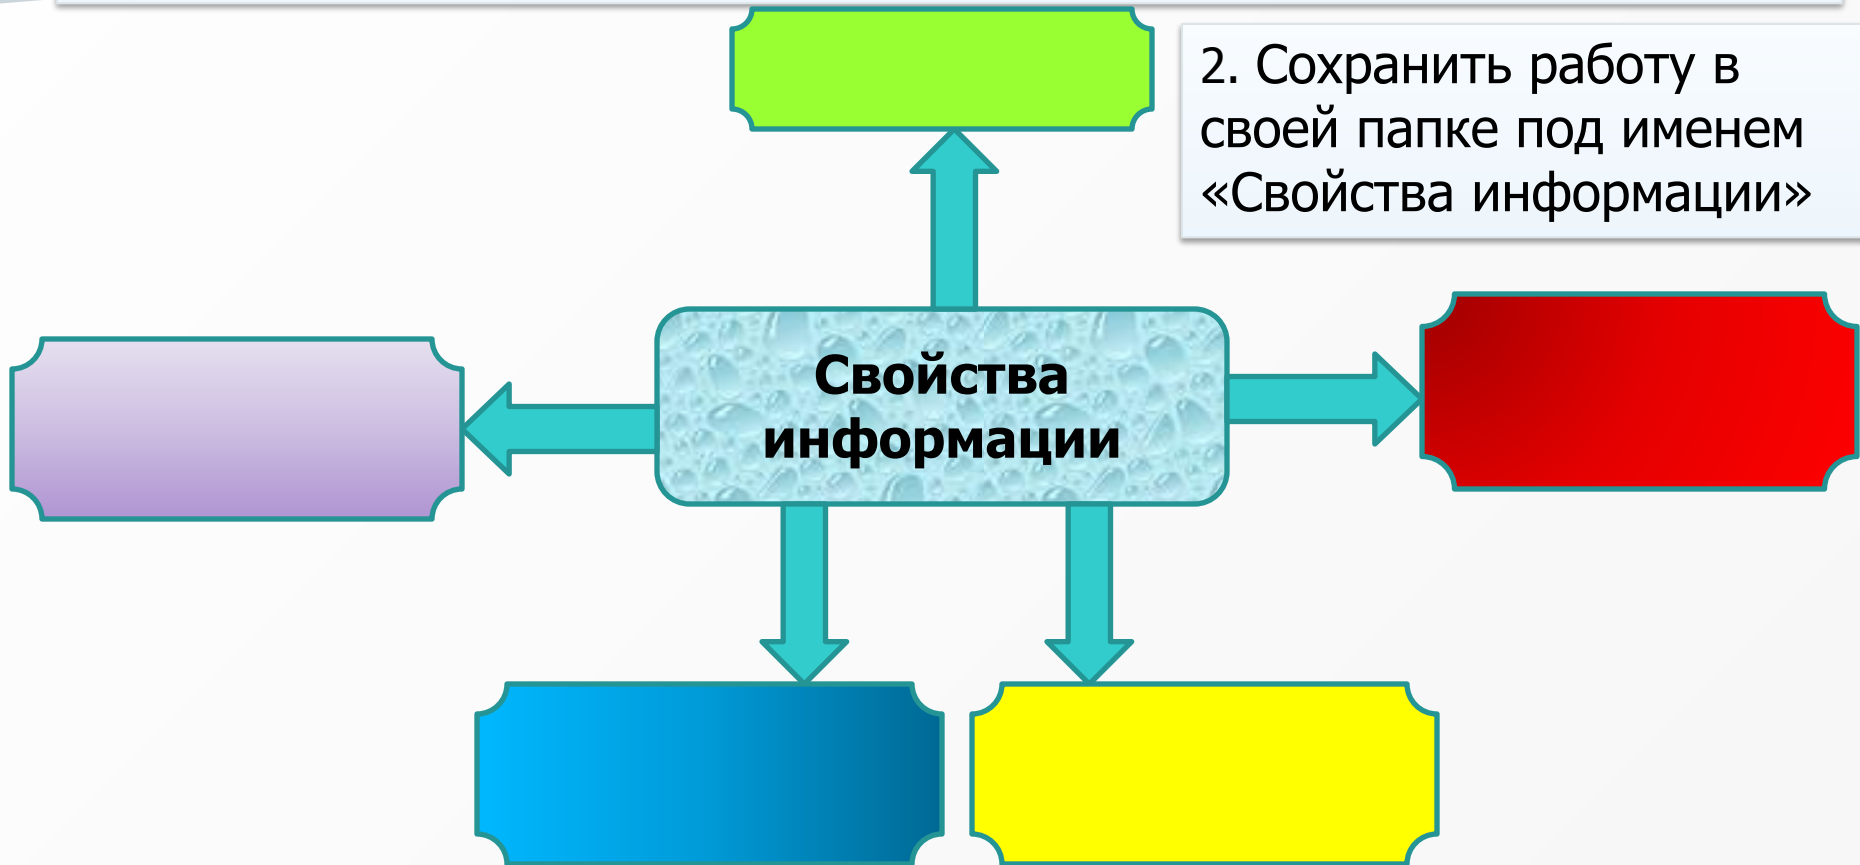 2. Сохранить работу в
своей папке под именем
«Свойства информации»
Свойства
информации